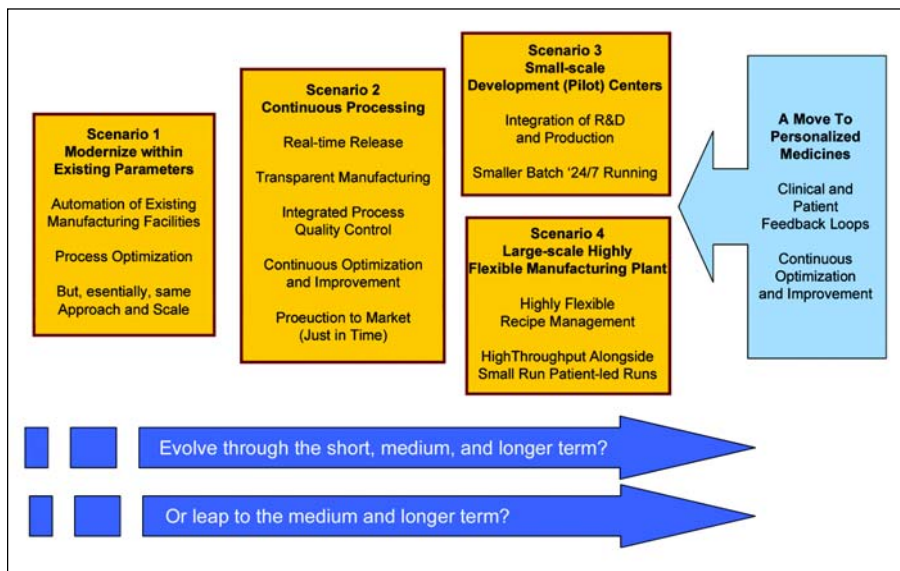 Scenario 1
Modernize within
Existing Parameters
Automation of Existing
Manufacturing Facilities
Process Optimization
But, esentially, same
Approach and Scale
Scenario 2
Continuous Processing
Real-time Release
Transparent Manufacturing
Integrated Process
Quality Control
Continuous Optimization
and Improvement
Proeuction to Market
(Just in Time)
Scenario 3
Small-scale
Development (Pilot) Centers
Integration of R&D
and Production
Smaller Batch '24/7 Running
Scenario 4
Large-scale Highly
Flexible Manufacturing Plant
Highly Flexible
Recipe Management
HighThroughput Alongside
Small Run Patient-led Runs
A Move To
Personalized
Medicines
Clinical and
Patient
Feedback Loops
Continuous
Optimization
and Improvement
Evolve through the short, medium, and longer term?
Or leap to the medium and longer term?